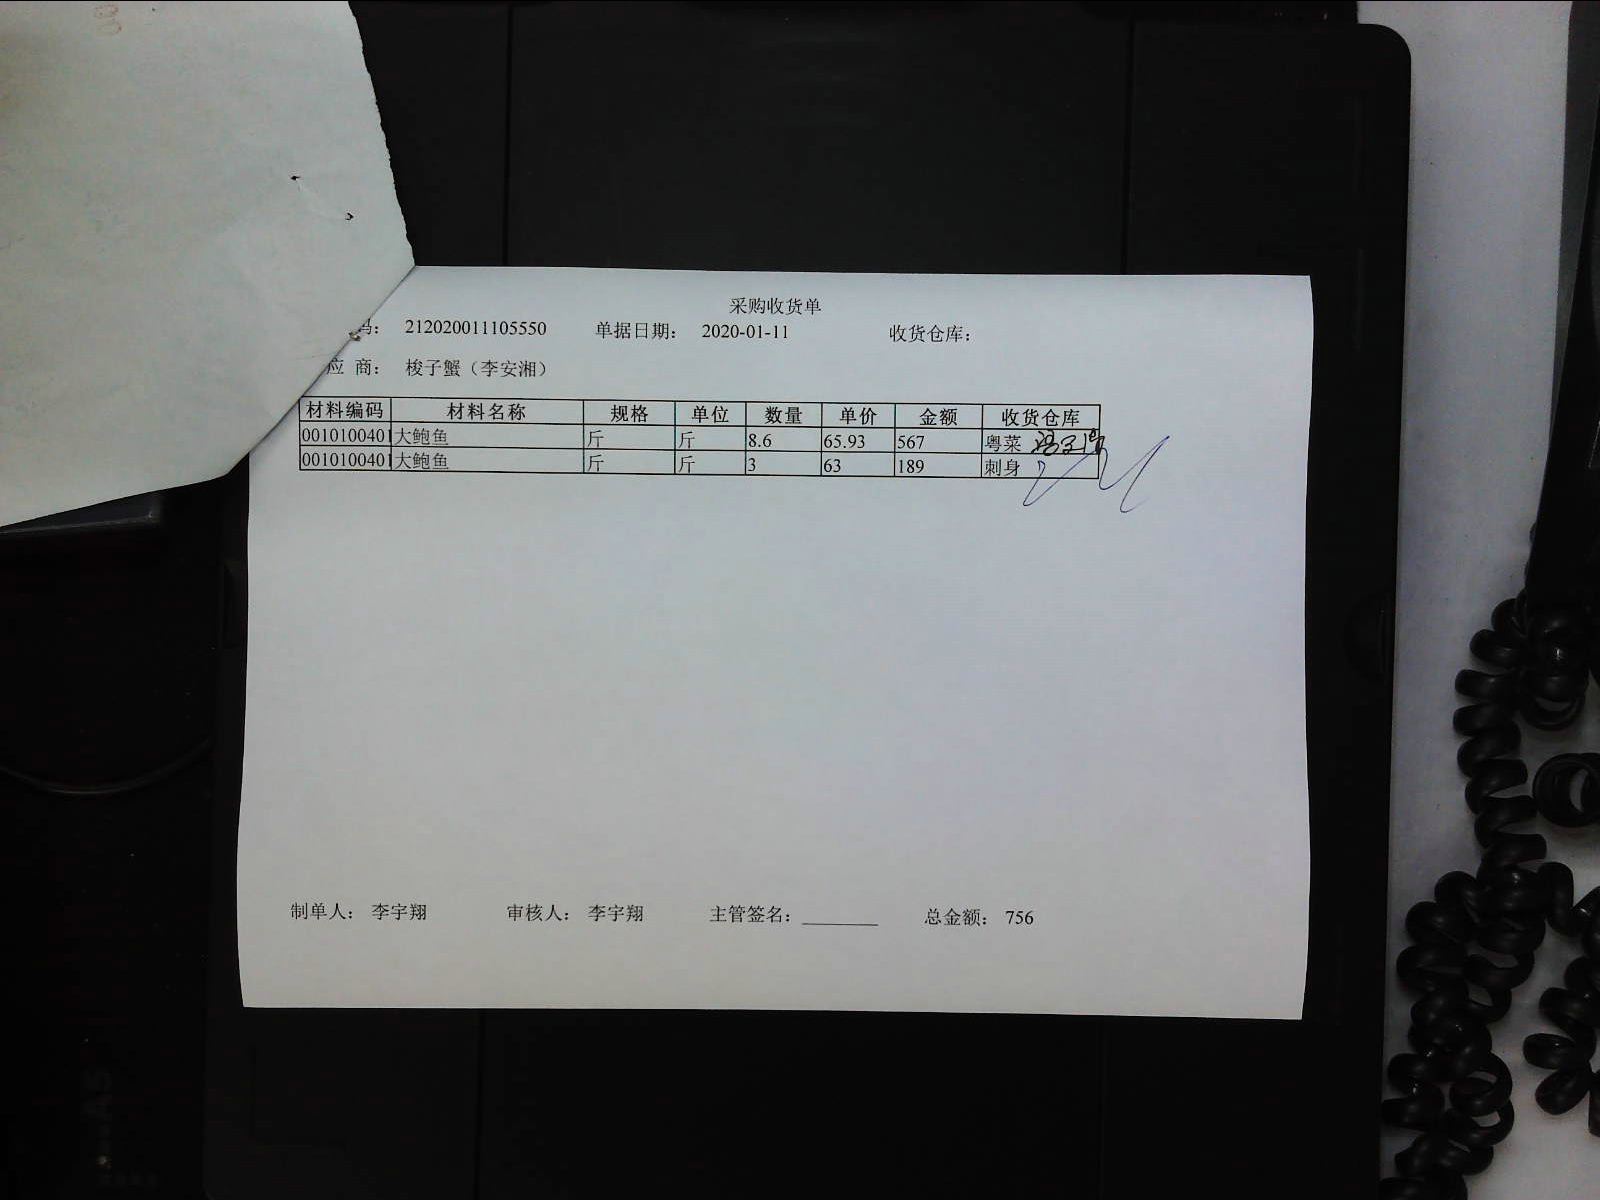 采购收货单
码： 212020011105550 单据日期： 2020-01-11 收货仓库：
应 商： 梭子蟹（李安湘）
材料编码 材料名称 规格 单位 数量 单价 金额 收货仓库
0010100401 大鲍鱼 斤 斤 8.6 65.93 567 粤菜
0010100401 大鲍鱼 斤 斤 3 63 189 刺身
制单人： 李宇翔 审核人： 李宇翔 主管签名： 总金额： 756